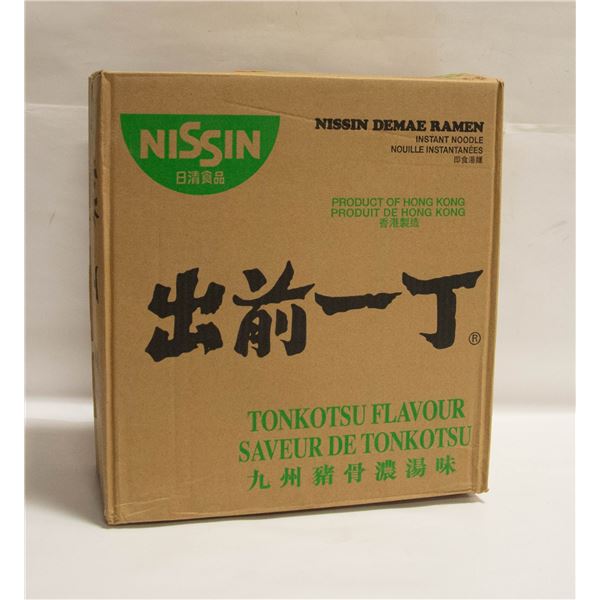 NISSIN
日清食品
NISSIN DEMAE RAMEN
INSTANT NOODLE
NOUILLE INSTANTANÉES
即食湯麵
PRODUCT OF HONG KONG
PRODUIT DE HONG KONG
香港製造
出前一丁®
TONKOTSU FLAVOUR
SAVEUR DE TONKOTSU
九州豬骨濃湯味